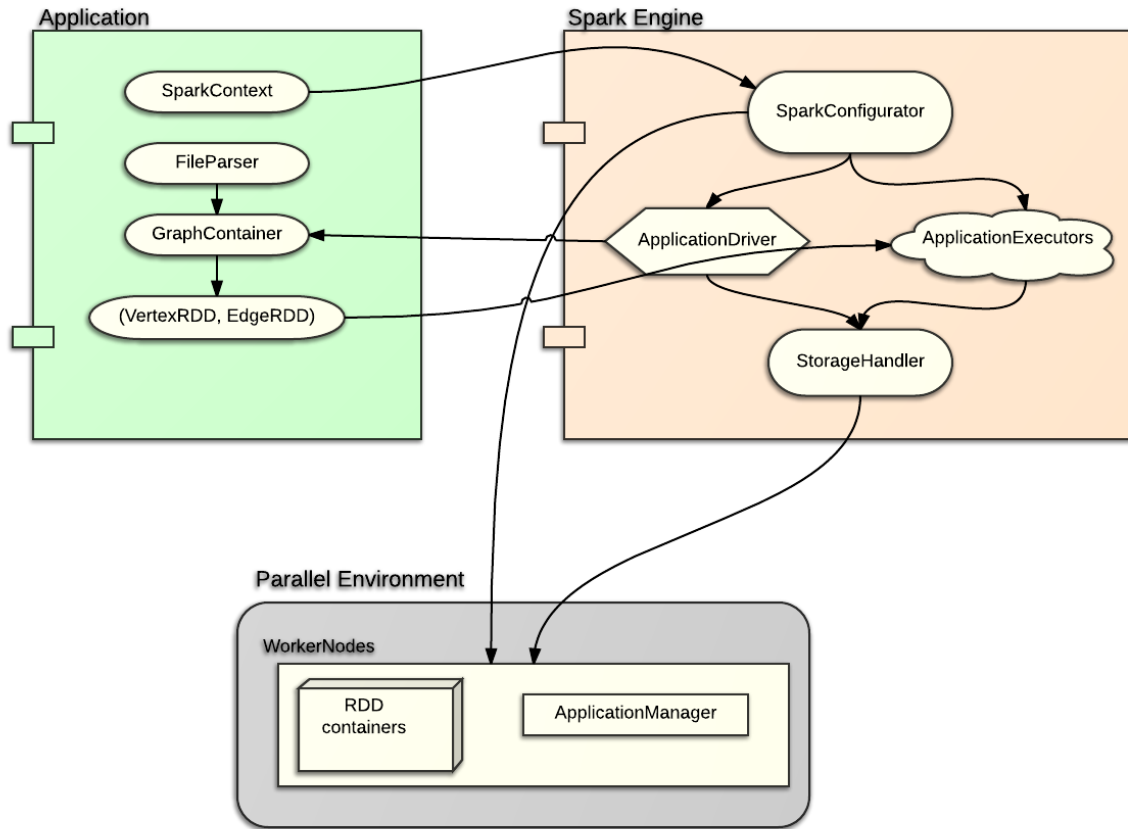 Application
SparkContext
FileParser
GraphContainer
(VertexRDD, EdgeRDD)
Spark Engine
SparkConfigurator
ApplicationDriver
ApplicationExecutors
StorageHandler
Parallel Environment
WorkerNodes
RDD
containers
ApplicationManager